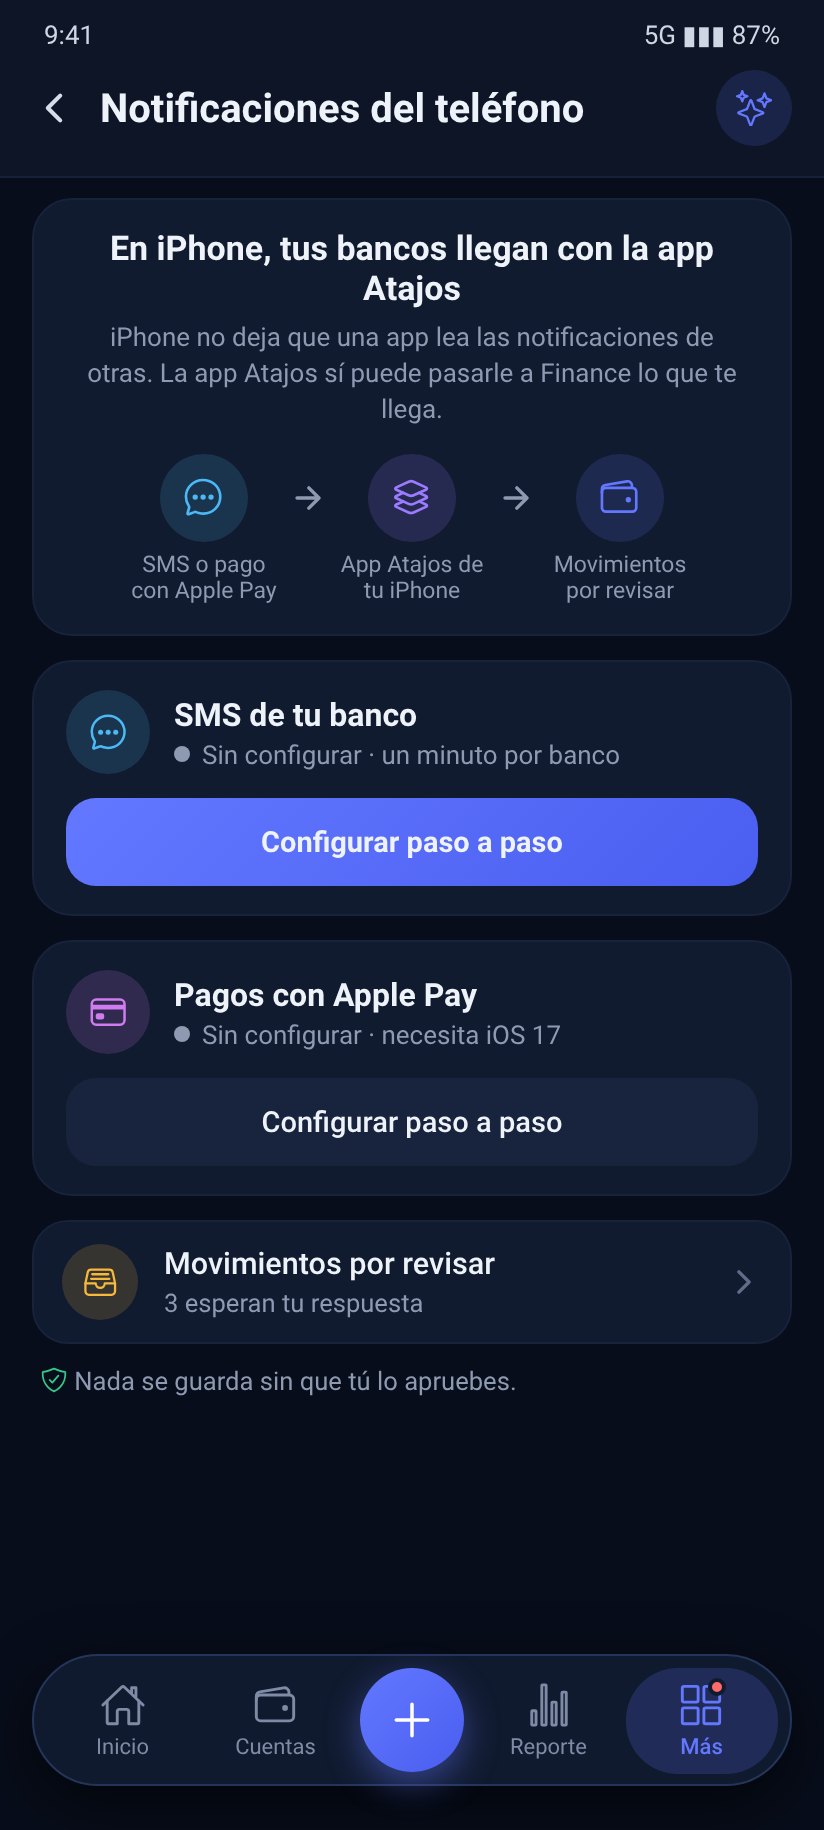 9:41
5G 87%
Notificaciones del teléfono
En iPhone, tus bancos llegan con la app
Atajos
iPhone no deja que una app lea las notificaciones de
otras. La app Atajos sí puede pasarle a Finance lo que te
llega.
SMS o pago
con Apple Pay
App Atajos de
tu iPhone
Movimientos
por revisar
SMS de tu banco
Sin configurar · un minuto por banco
Configurar paso a paso
Pagos con Apple Pay
Sin configurar · necesita iOS 17
Configurar paso a paso
Movimientos por revisar
3 esperan tu respuesta
Nada se guarda sin que tú lo apruebes.
Inicio
Cuentas
Reporte
Más